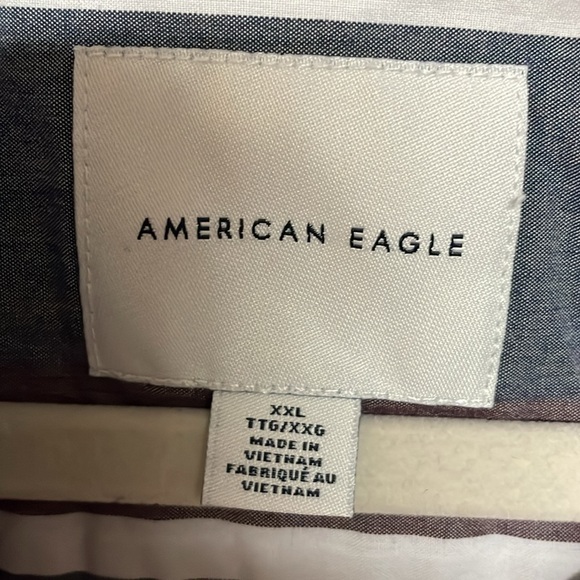 AMERICAN EAGLE
XXL
TTG/XXG
MADE IN
VIETNAM
FABRIQUÉ AU
VIETNAM